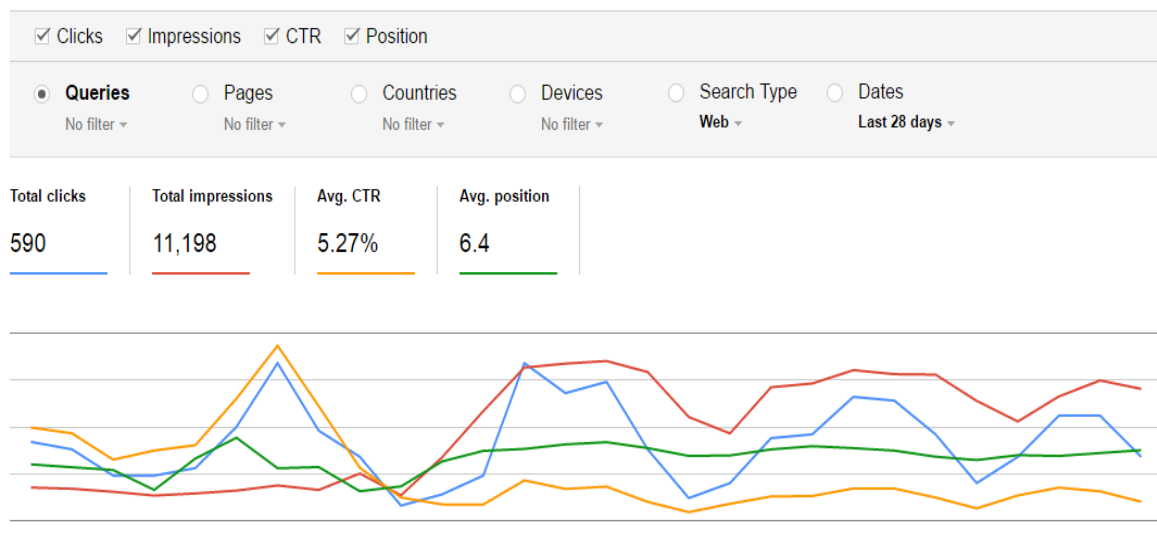 Clicks Impressions CTR Position
Queries Pages Countries Devices Search Type Dates
No filter No filter No filter No filter Web Last 28 days
Total clicks Total impressions Avg. CTR Avg. position
590 11,198 5.27% 6.4